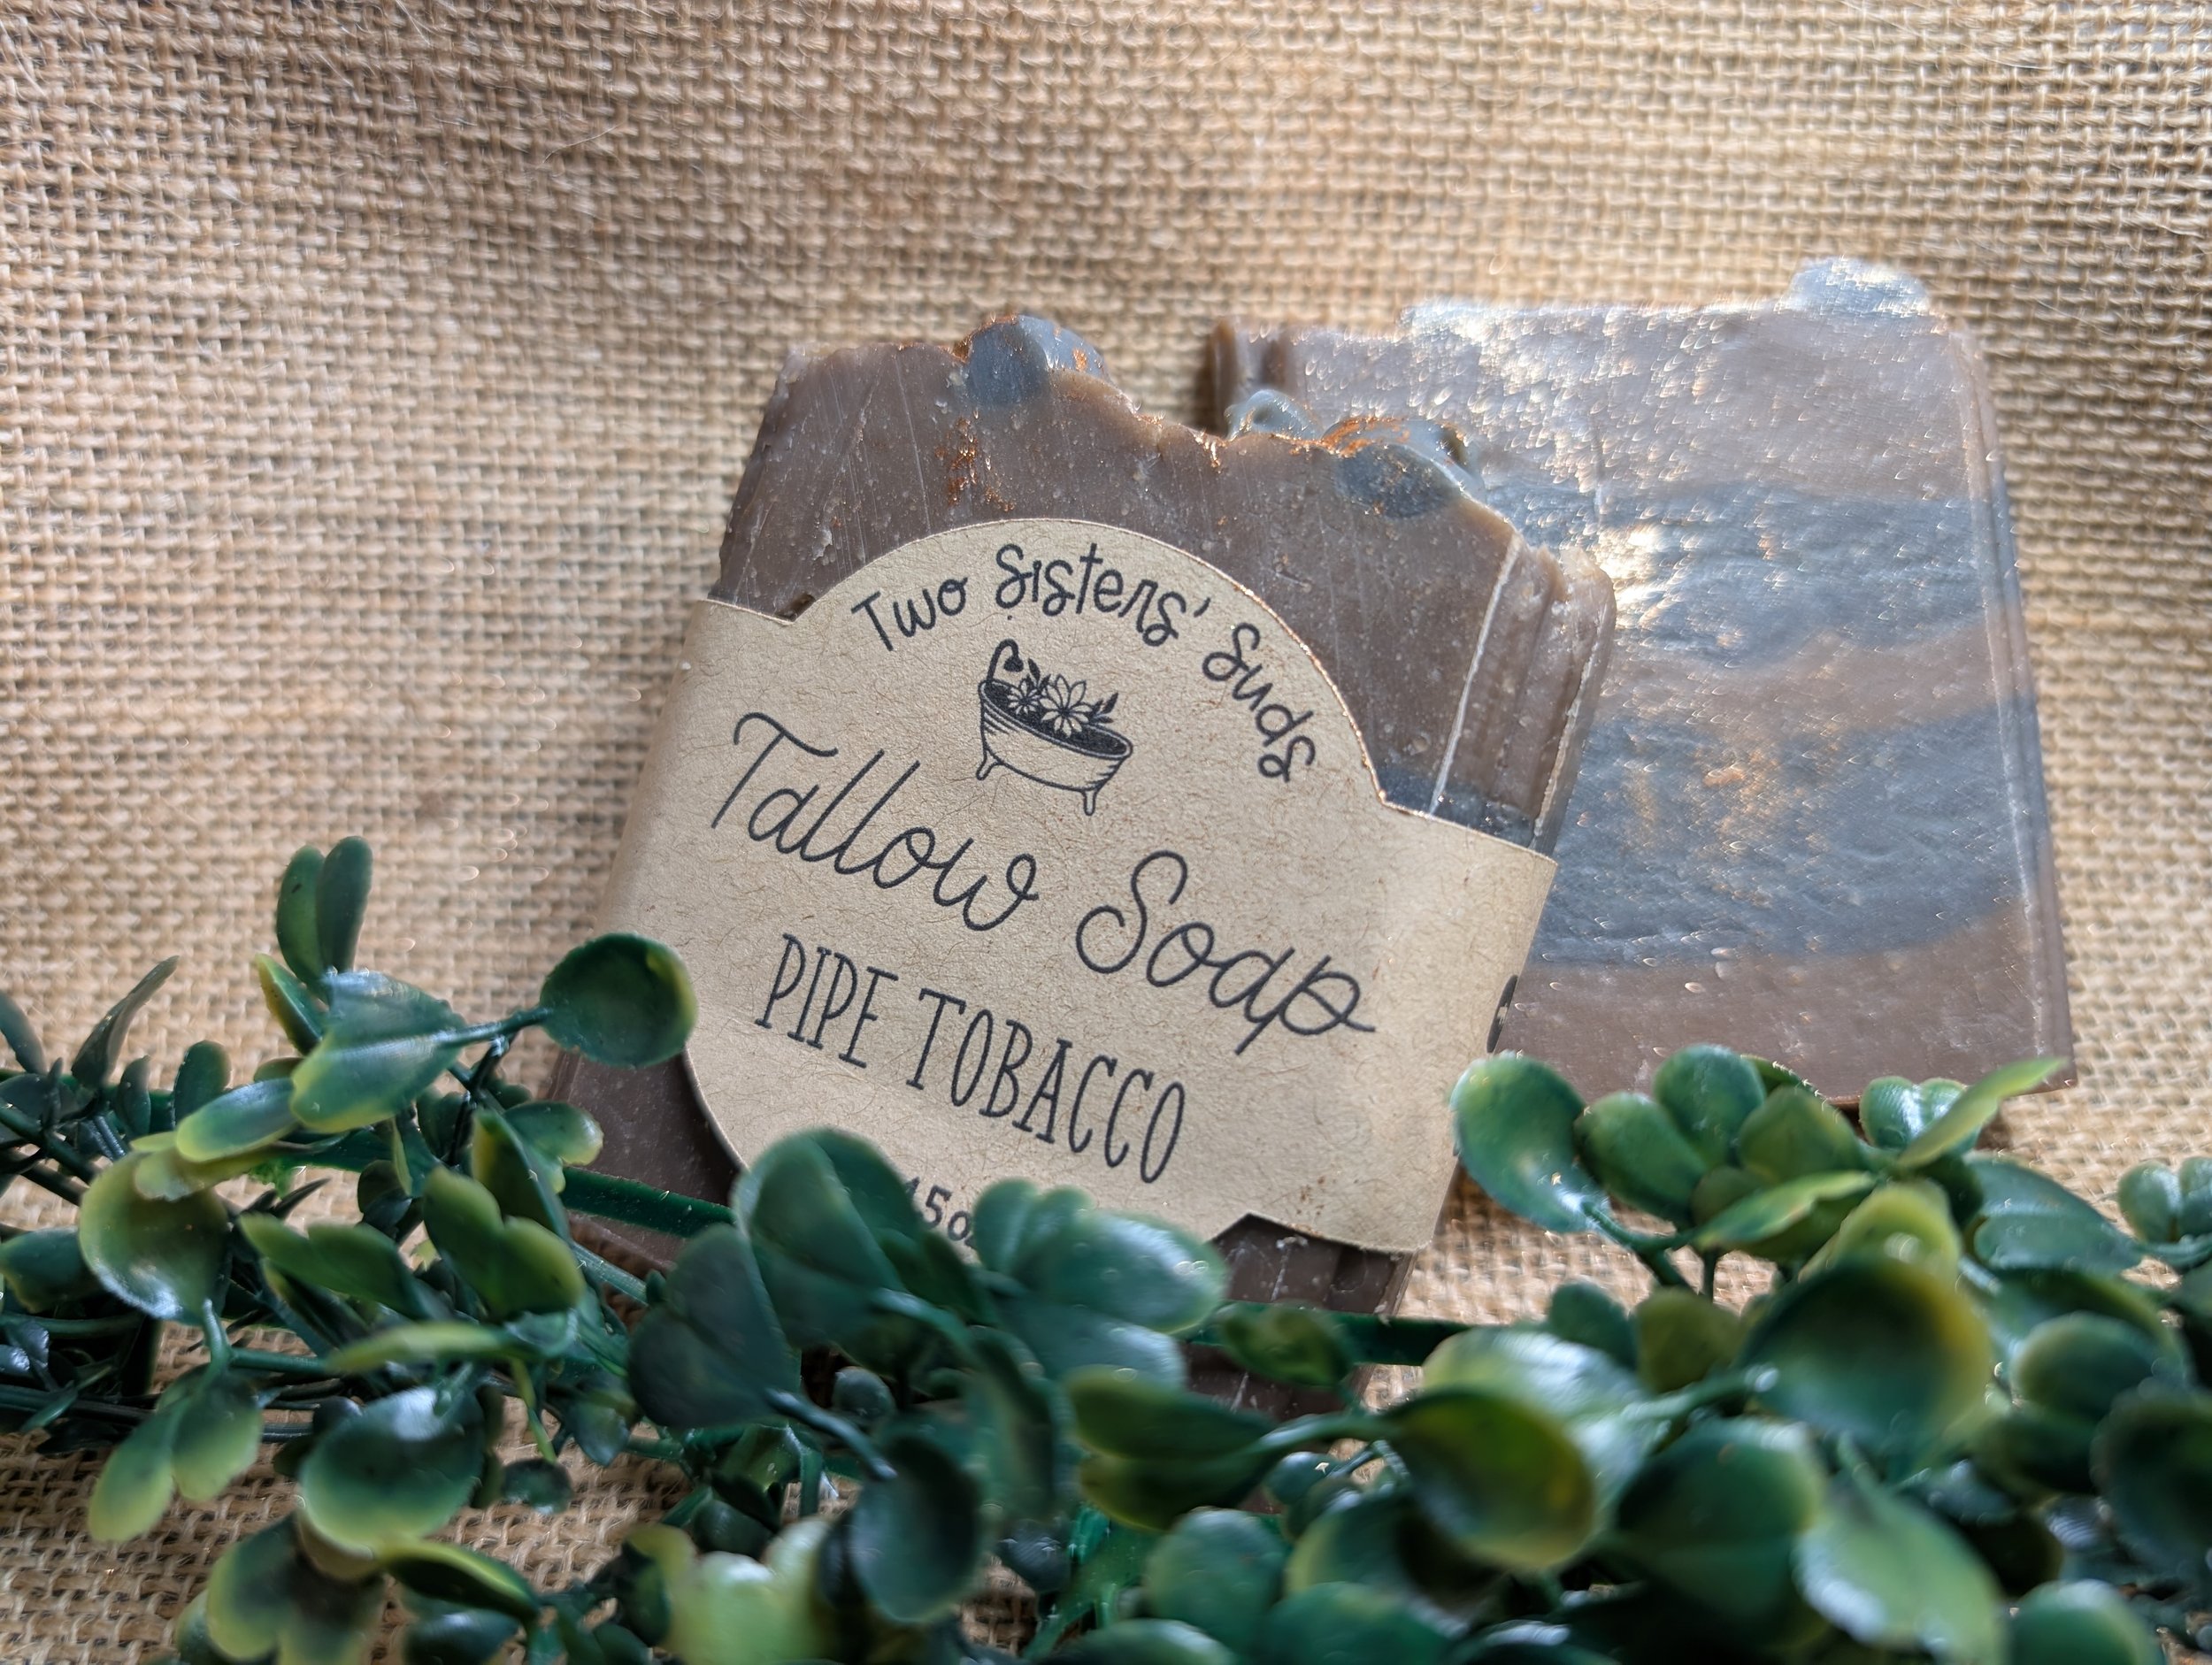 Two Sisters' Suds
Tallow Soap
PIPE TOBACCO